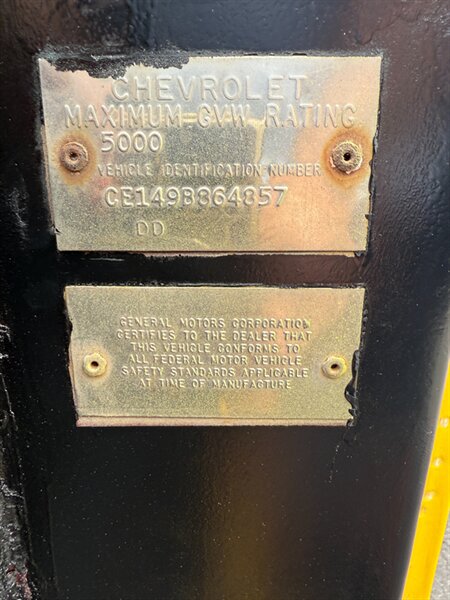 CHEVROLET
MAXIMUM GVW RATING
5000
VEHICLE IDENTIFICATION NUMBER
CE149B864857
DD
GENERAL MOTORS CORPORATION
CERTIFIES TO THE DEALER THAT
THIS VEHICLE CONFORMS TO
ALL FEDERAL MOTOR VEHICLE
SAFETY STANDARDS APPLICABLE
AT TIME OF MANUFACTURE